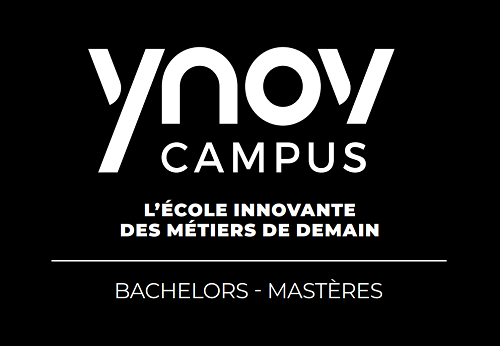 ynov
CAMPUS
L'ÉCOLE INNOVANTE
DES MÉTIERS DE DEMAIN
BACHELORS - MASTÈRES